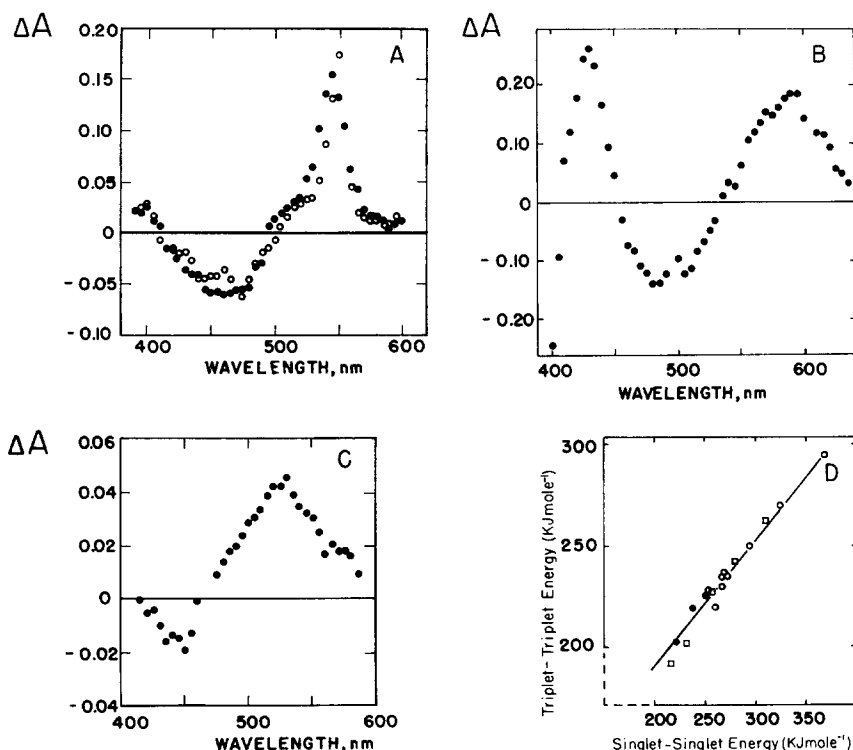 ΔA
A
0.20
0.15
0.10
0.05
0
-0.05
-0.10
400
500
600
WAVELENGTH, nm
ΔA
B
0.20
0.10
0
-0.10
-0.20
400
500
600
WAVELENGTH, nm
ΔA
C
0.06
0.04
0.02
0
-0.02
0.04
400
500
600
WAVELENGTH, nm
D
Triplet-Triplet Energy (KJmole⁻¹)
300
250
200
200
250
300
350
Singlet-Singlet Energy (KJmole⁻¹)